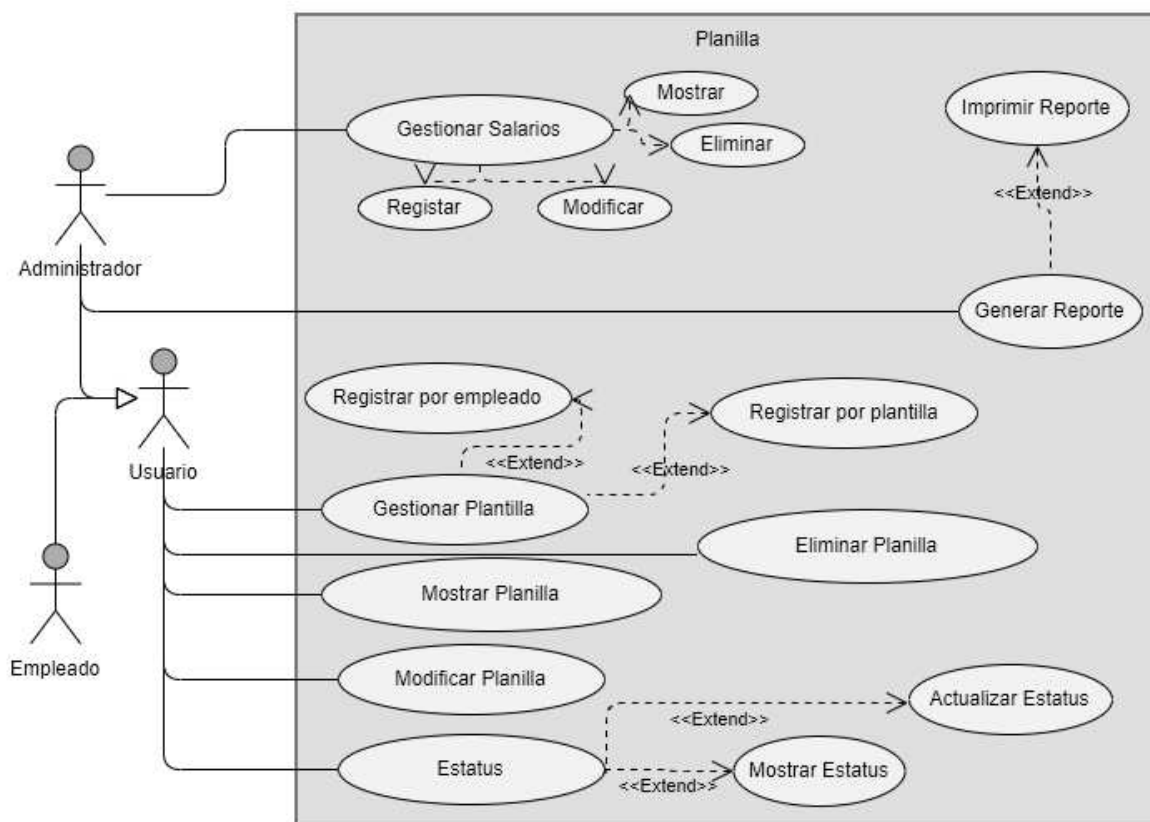 Planilla
Mostrar
Gestionar Salarios
Imprimir Reporte
Eliminar
Registar
Modificar
<<Extend>>
Administrador
Generar Reporte
Registrar por empleado
Registrar por plantilla
<<Extend>>
<<Extend>>
Usuario
Gestionar Plantilla
Eliminar Planilla
Mostrar Planilla
Empleado
Modificar Planilla
Actualizar Estatus
<<Extend>>
Estatus
Mostrar Estatus
<<Extend>>